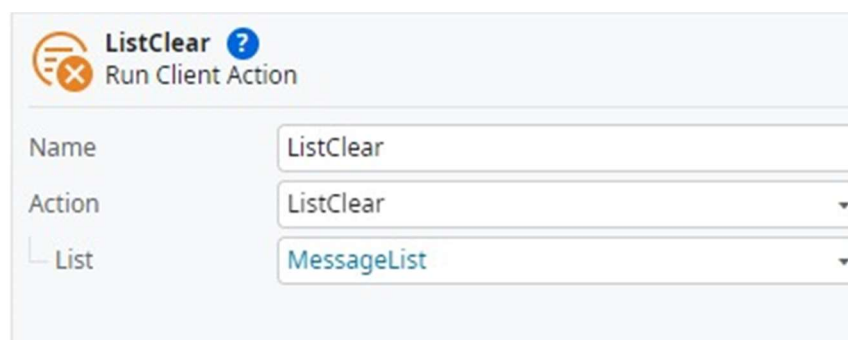 ListClear ?
Run Client Action
Name ListClear
Action ListClear
List MessageList